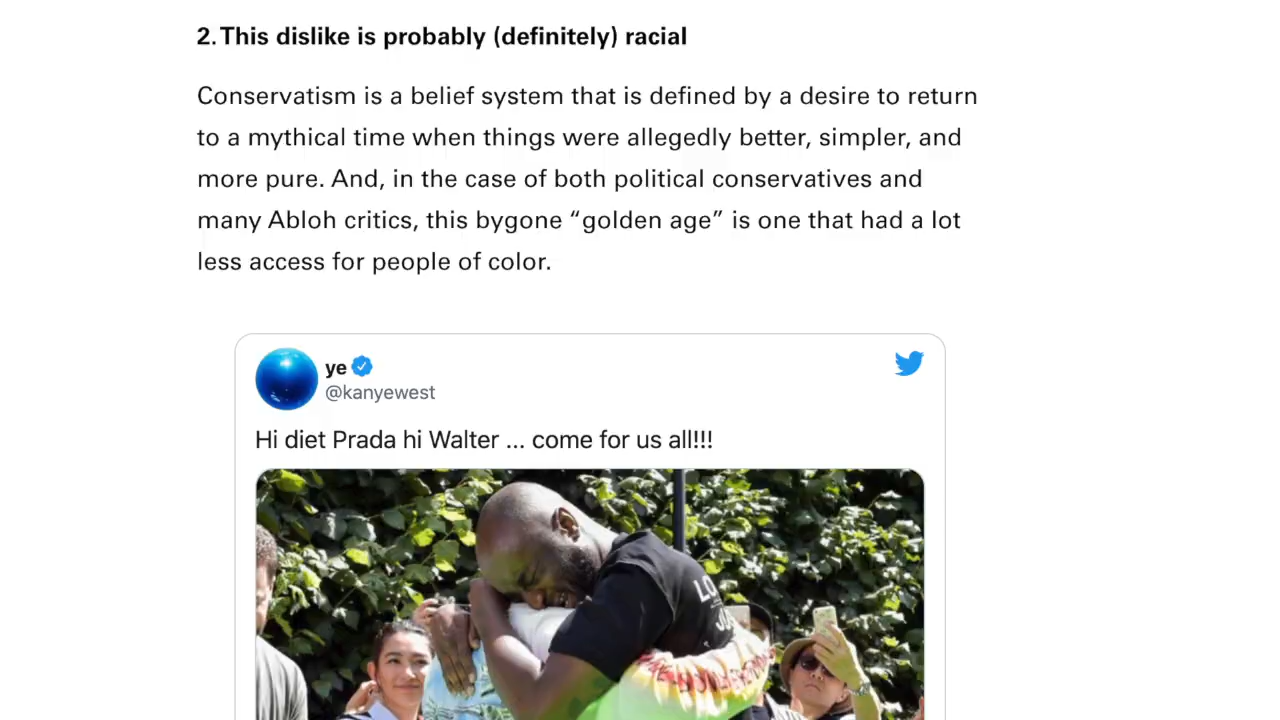 2. This dislike is probably (definitely) racial
Conservatism is a belief system that is defined by a desire to return
to a mythical time when things were allegedly better, simpler, and
more pure. And, in the case of both political conservatives and
many Abloh critics, this bygone “golden age” is one that had a lot
less access for people of color.
ye
@kanyewest
Hi diet Prada hi Walter ... come for us all!!!